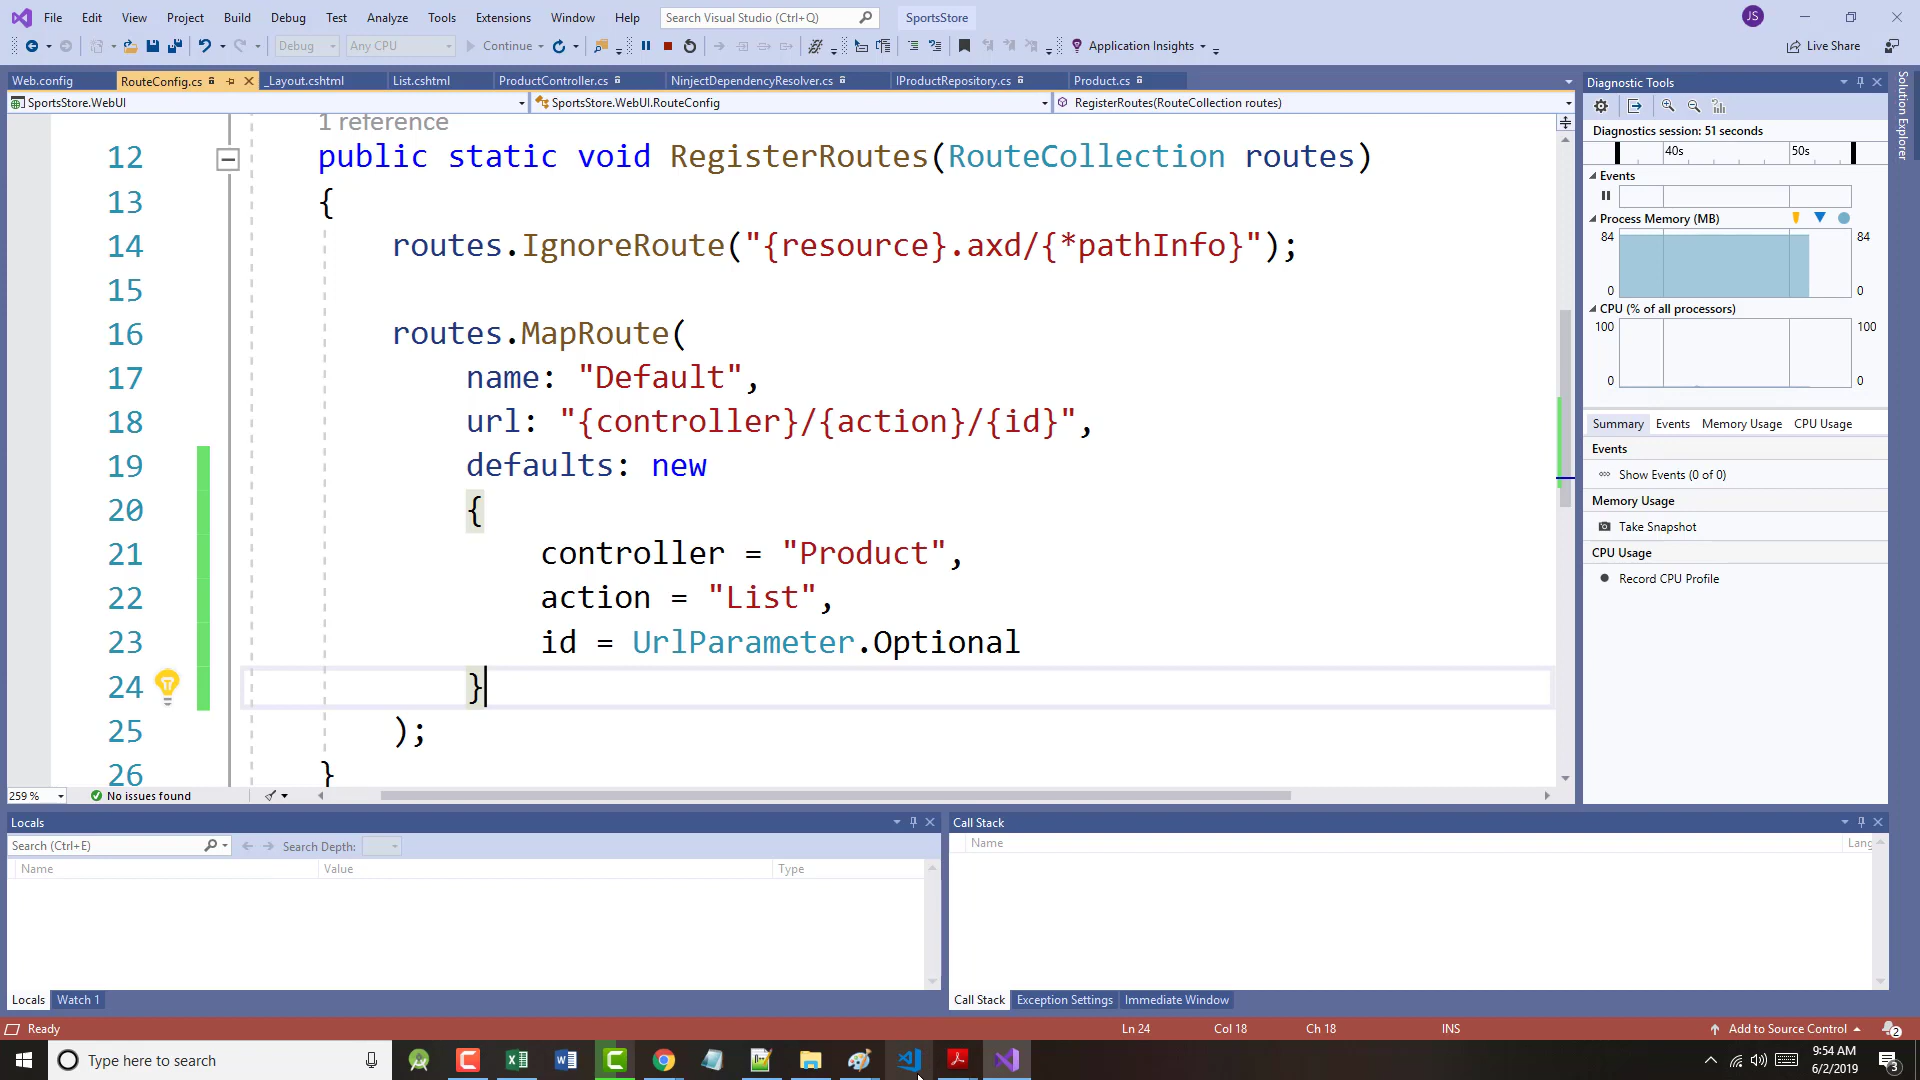 File Edit View Project Build Debug Test Analyze Tools Extensions Window Help Search Visual Studio (Ctrl+Q) SportsStore JS
Debug Any CPU Continue Application Insights Live Share
Web.config RouteConfig.cs _Layout.cshtml List.cshtml ProductController.cs NinjectDependencyResolver.cs IProductRepository.cs Product.cs
SportsStore.WebUI SportsStore.WebUI.RouteConfig RegisterRoutes(RouteCollection routes)
1 reference
12 public static void RegisterRoutes(RouteCollection routes)
13 {
14 routes.IgnoreRoute("{resource}.axd/{*pathInfo}");
15
16 routes.MapRoute(
17 name: "Default",
18 url: "{controller}/{action}/{id}",
19 defaults: new
20 {
21 controller = "Product",
22 action = "List",
23 id = UrlParameter.Optional
24 }
25 );
26 }
259 % No issues found
Diagnostic Tools
Diagnostics session: 51 seconds
40s 50s
Events
Process Memory (MB)
84 84
0 0
CPU (% of all processors)
100 100
0 0
Summary Events Memory Usage CPU Usage
Events
Show Events (0 of 0)
Memory Usage
Take Snapshot
CPU Usage
Record CPU Profile
Solution Explorer
Locals
Search (Ctrl+E) Search Depth:
Name Value Type
Locals Watch 1
Call Stack
Name Lang
Call Stack Exception Settings Immediate Window
Ready Ln 24 Col 18 Ch 18 INS Add to Source Control 2
Type here to search
9:54 AM
6/2/2019
3